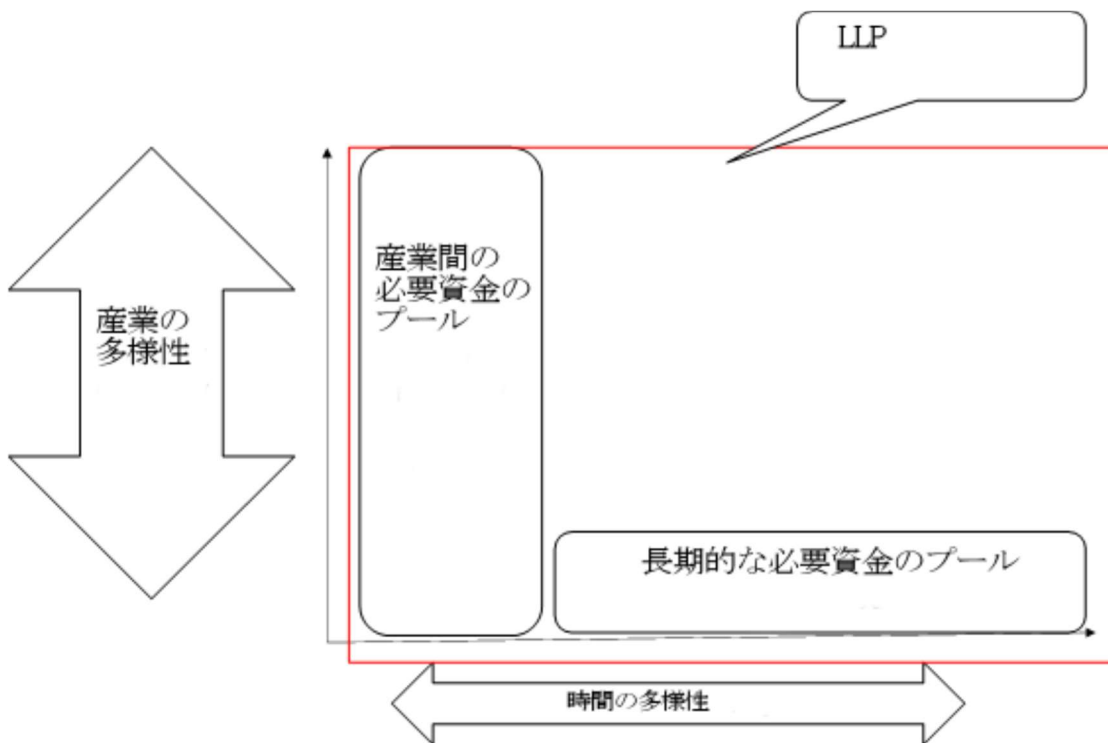 LLP
産業間の
必要資金の
プール
産業の
多様性
長期的な必要資金のプール
時間の多様性